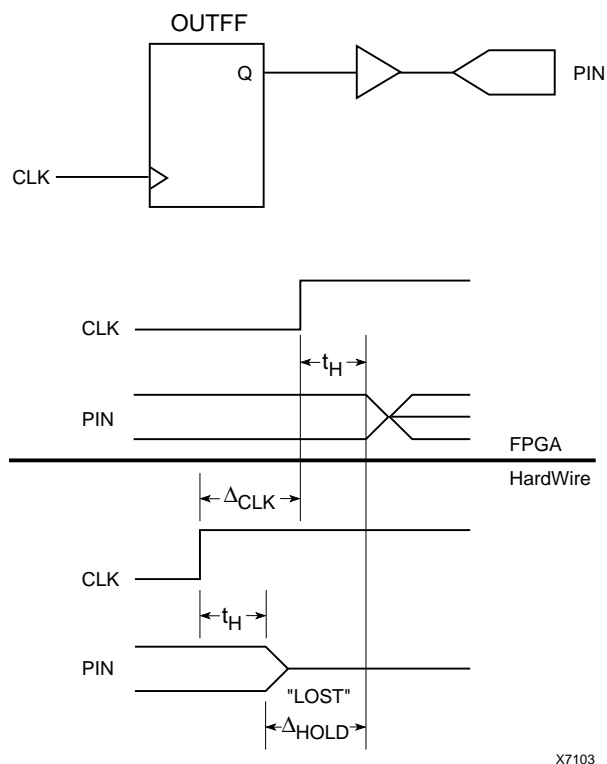 OUTFF
Q
PIN
CLK
CLK
tH
PIN
FPGA
HardWire
ΔCLK
CLK
tH
PIN
"LOST"
ΔHOLD
X7103